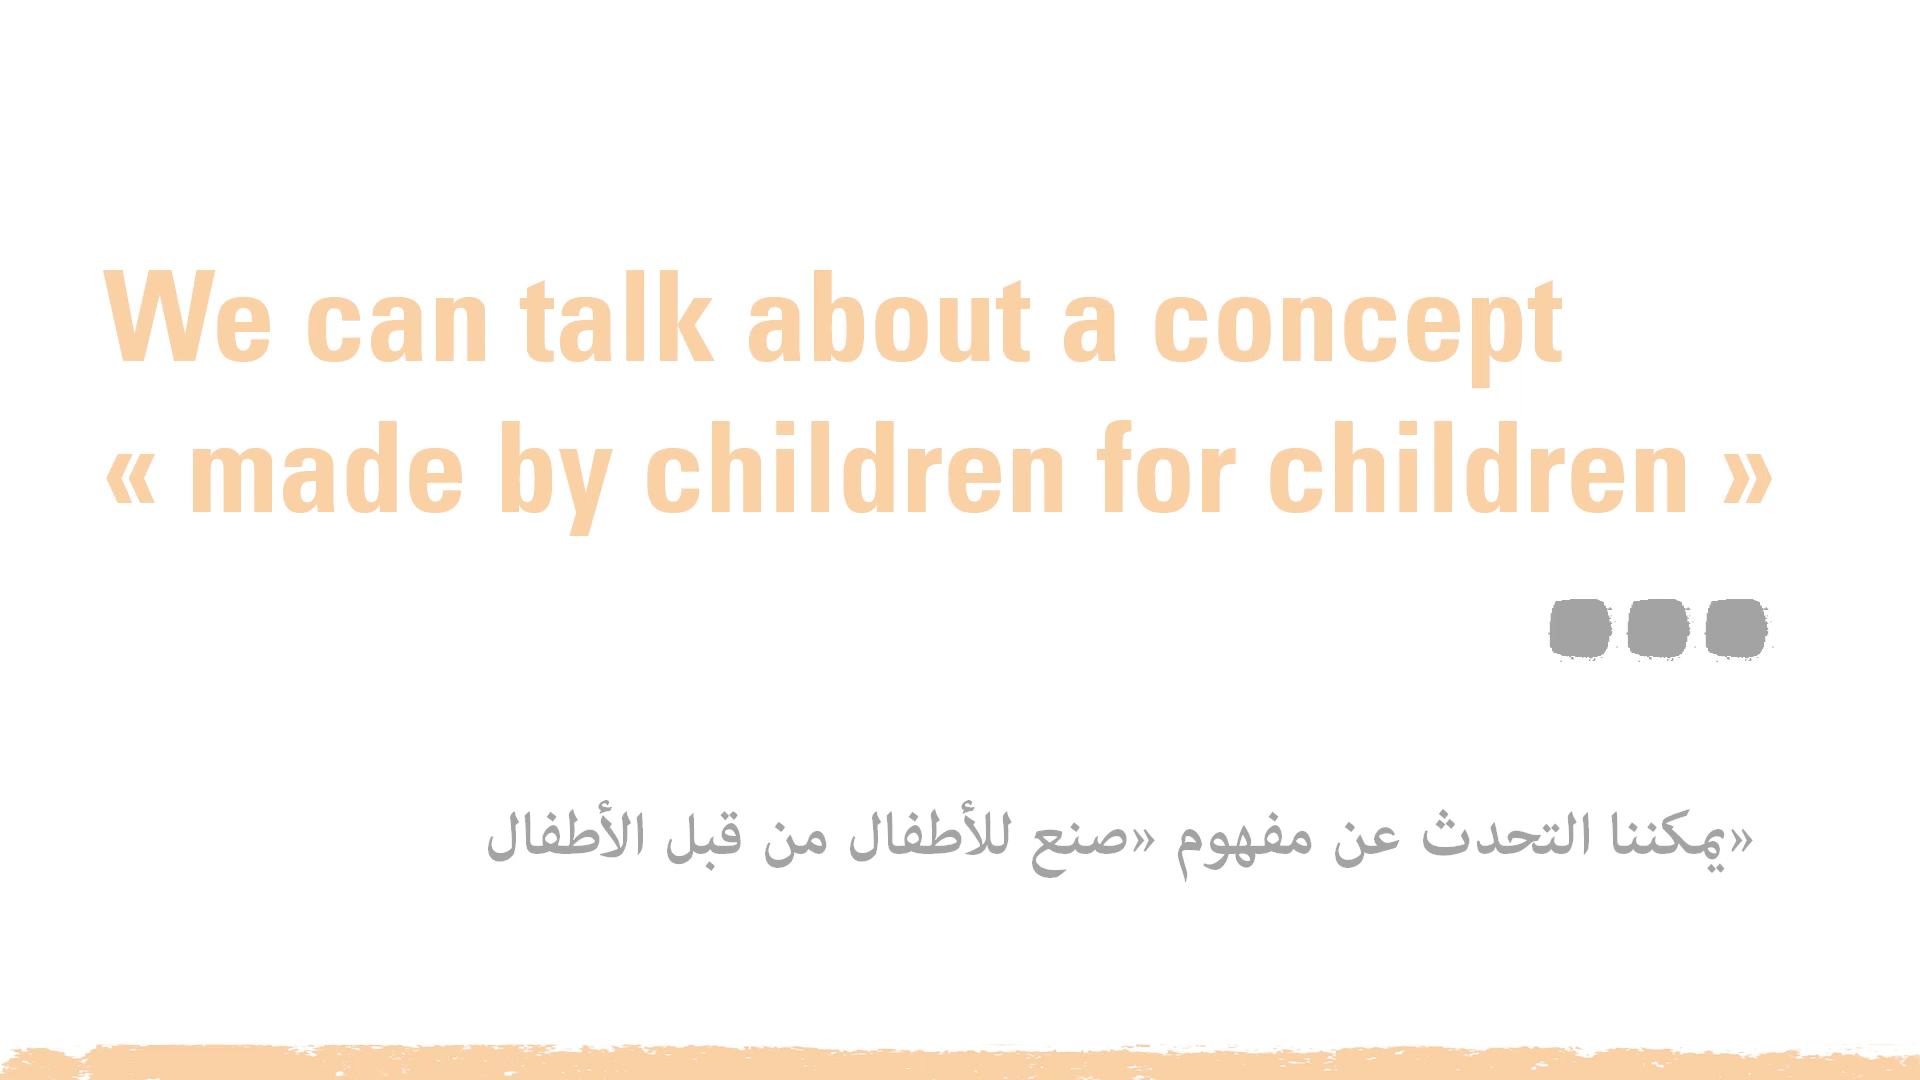 We can talk about a concept
« made by children for children »
»يمكننا التحدث عن مفهوم »صنع للأطفال من قبل الأطفال